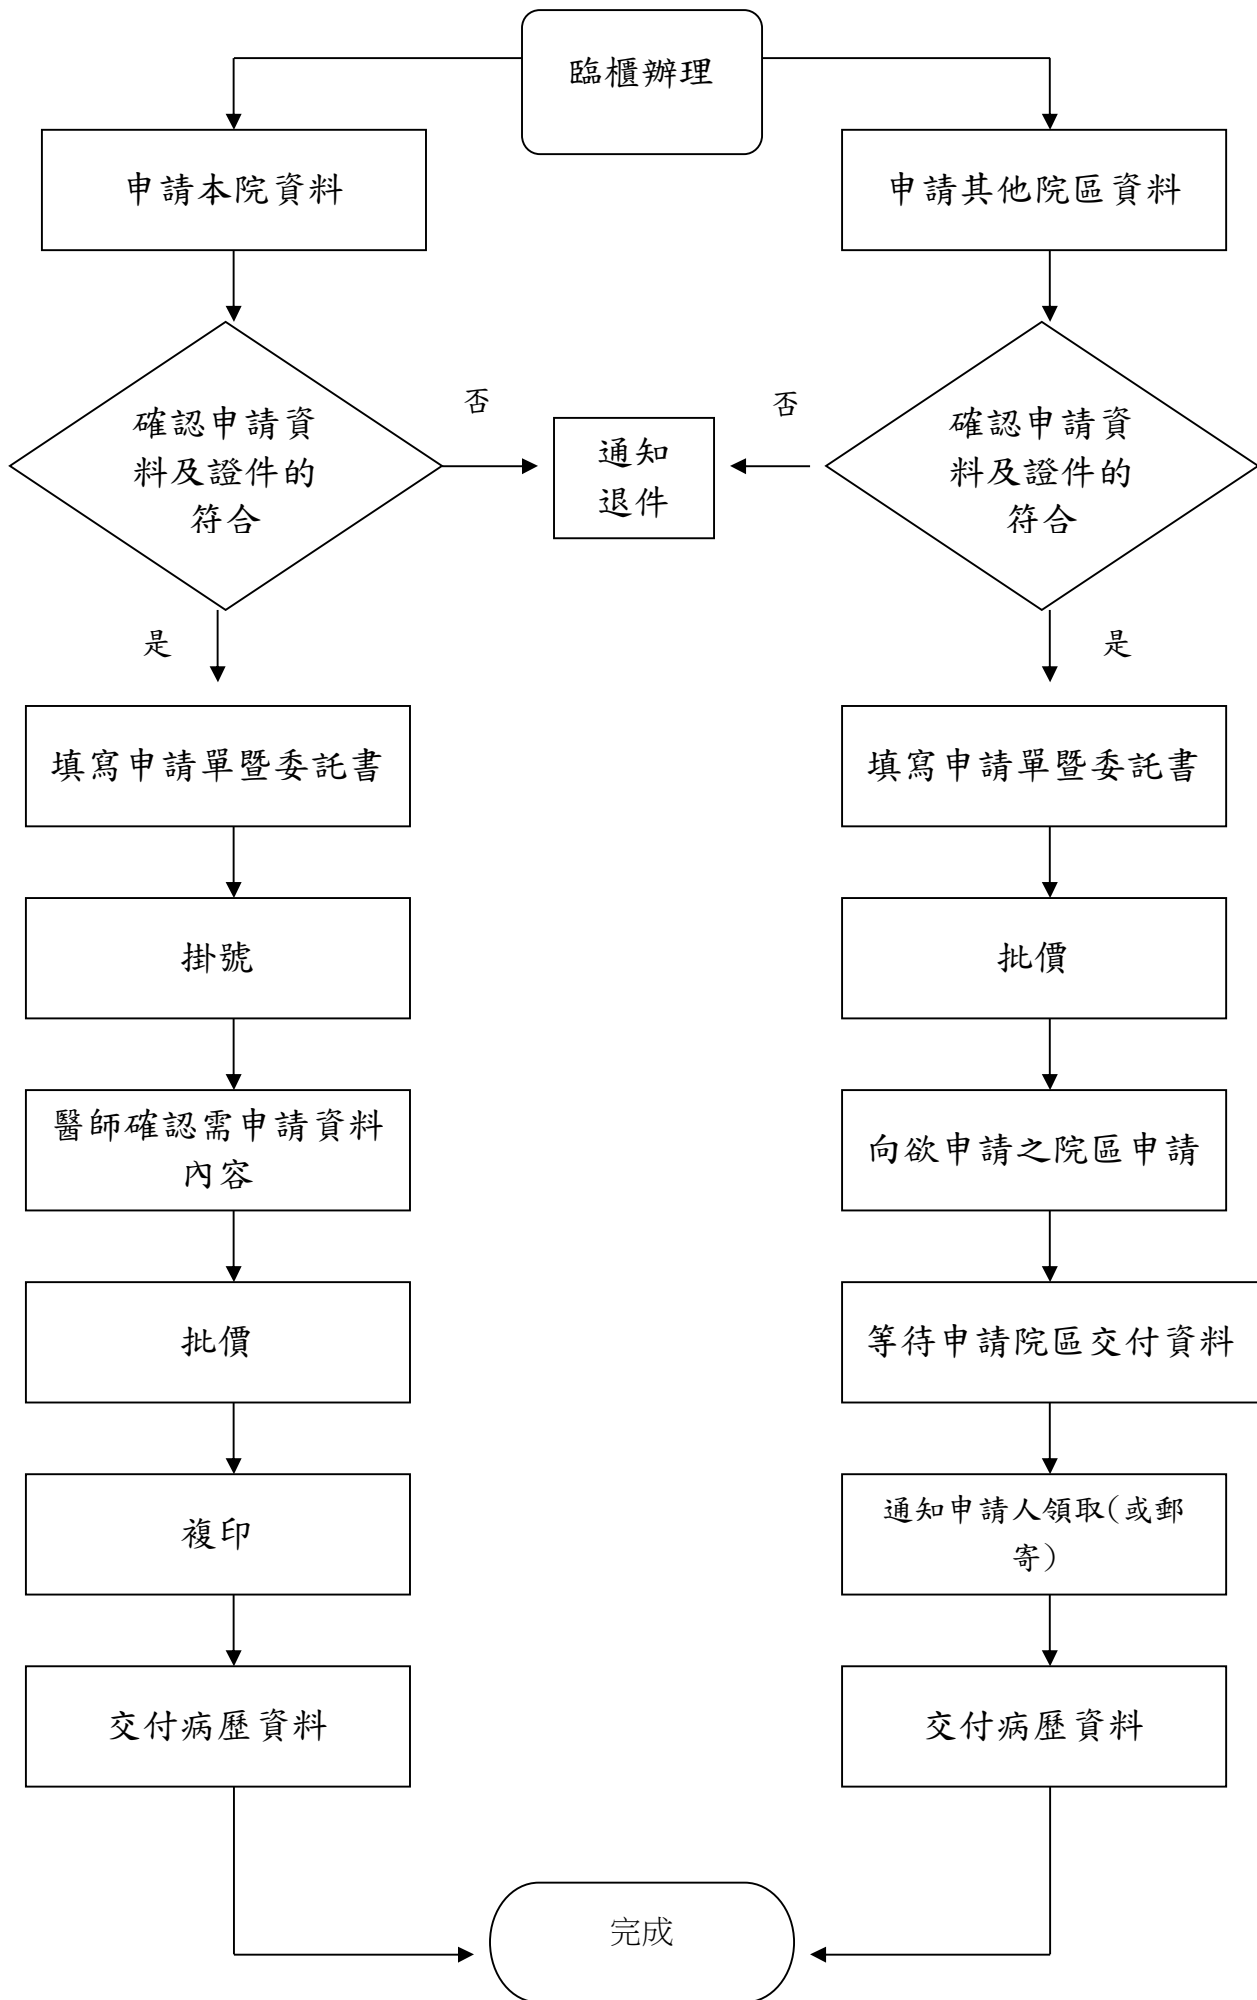 臨櫃辦理
申請本院資料
申請其他院區資料
確認申請資
料及證件的
符合
否
通知
退件
否
確認申請資
料及證件的
符合
是
是
填寫申請單暨委託書
填寫申請單暨委託書
掛號
批價
醫師確認需申請資料
內容
向欲申請之院區申請
批價
等待申請院區交付資料
複印
通知申請人領取(或郵
寄)
交付病歷資料
交付病歷資料
完成